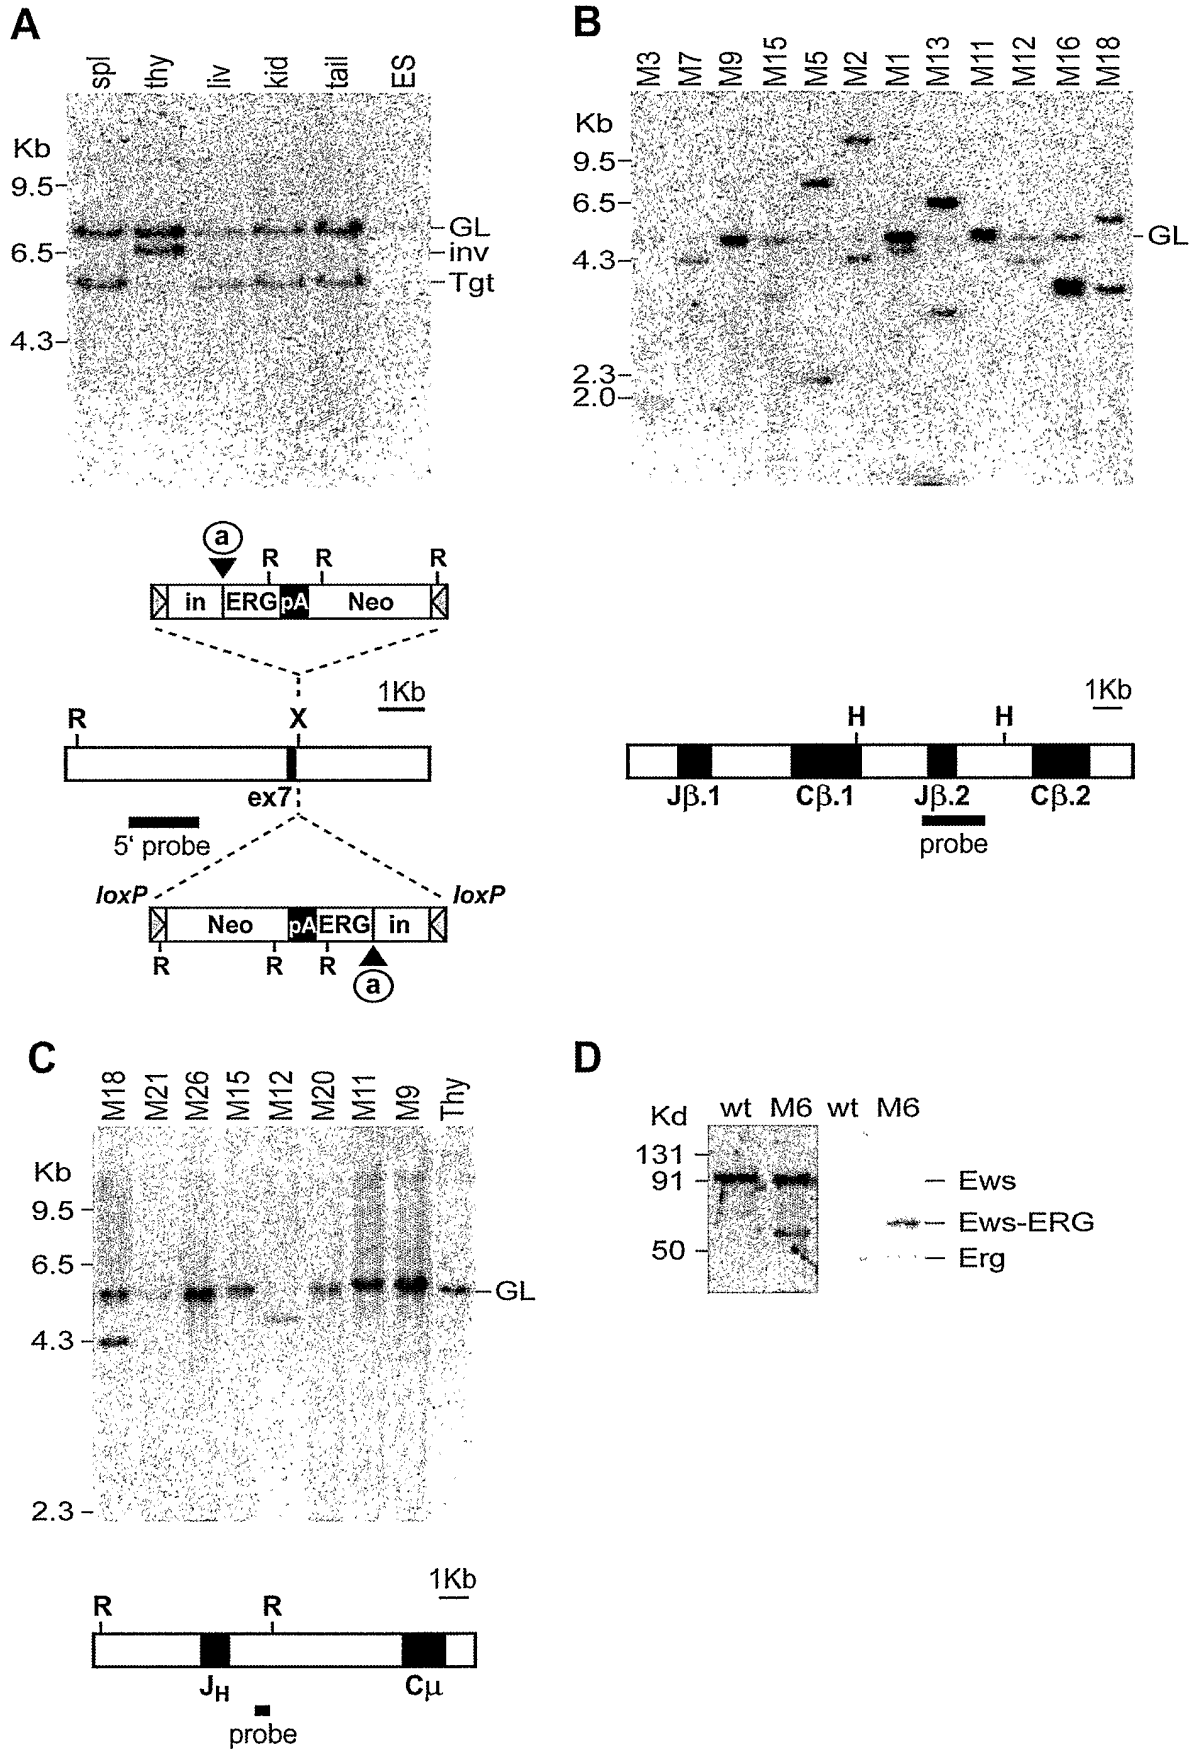 A
spl thy liv kid tail ES
Kb
9.5
6.5
4.3
GL
inv
Tgt
a
R R R
in ERG pA Neo
1Kb
R X
ex7
5' probe
loxP loxP
Neo pA ERG in
R R R
a
B
M3 M7 M9 M15 M5 M2 M1 M13 M11 M12 M16 M18
Kb
9.5
6.5
4.3
2.3
2.0
GL
1Kb
H H
Jβ.1 Cβ.1 Jβ.2 Cβ.2
probe
C
M18 M21 M26 M15 M12 M20 M11 M9 Thy
Kb
9.5
6.5
4.3
2.3
GL
1Kb
R R
JH Cμ
probe
D
Kd wt M6 wt M6
131
91
50
Ews
Ews-ERG
Erg